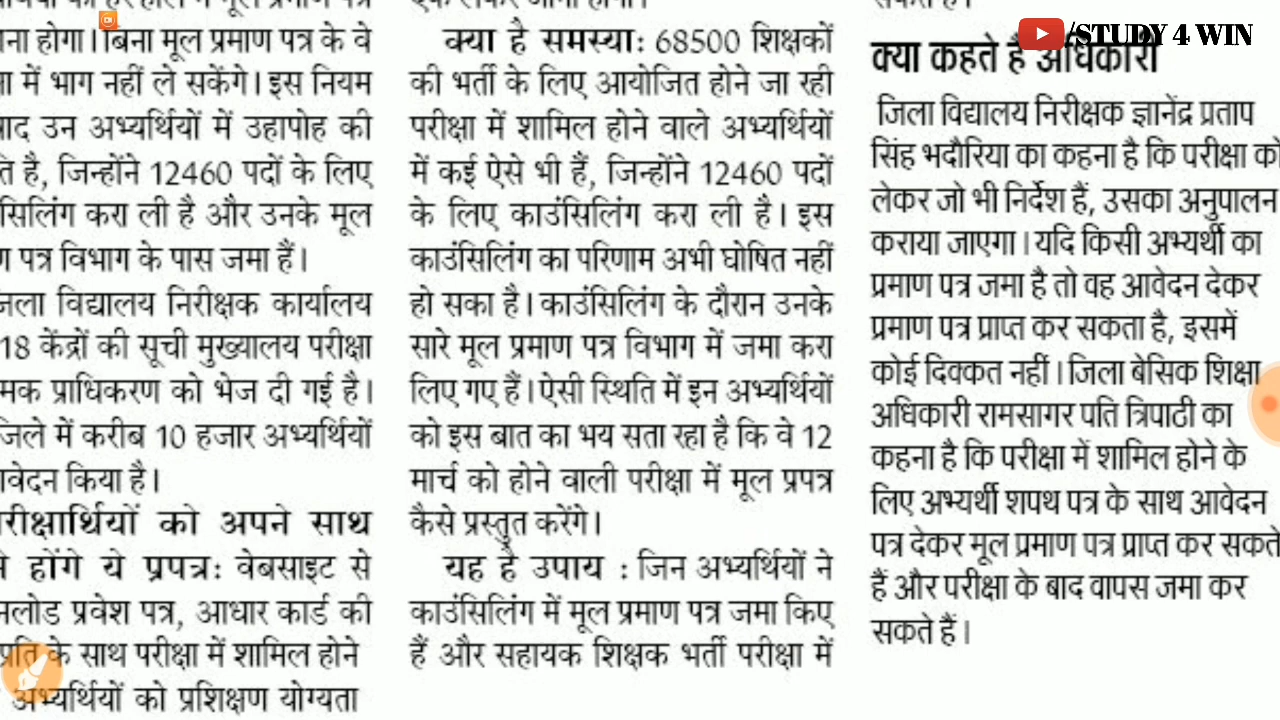 ना होगा। बिना मूल प्रमाण पत्र के वे
ा में भाग नहीं ले सकेंगे। इस नियम
ाद उन अभ्यर्थियों में उहापोह की
ते है, जिन्होंने 12460 पदों के लिए
सिलिंग करा ली है और उनके मूल
पत्र विभाग के पास जमा हैं।
जला विद्यालय निरीक्षक कार्यालय
18 केंद्रों की सूची मुख्यालय परीक्षा
मक प्राधिकरण को भेज दी गई है।
जिले में करीब 10 हजार अभ्यर्थियों
वेदन किया है।
रीक्षार्थियों को अपने साथ
होंगे ये प्रपत्र: वेबसाइट से
नलोड प्रवेश पत्र, आधार कार्ड की
प्रति के साथ परीक्षा में शामिल होने
अभ्यर्थियों को प्रशिक्षण योग्यता
क्या है समस्या: 68500 शिक्षकों
की भर्ती के लिए आयोजित होने जा रही
परीक्षा में शामिल होने वाले अभ्यर्थियों
में कई ऐसे भी हैं, जिन्होंने 12460 पदों
के लिए काउंसिलिंग करा ली है। इस
काउंसिलिंग का परिणाम अभी घोषित नहीं
हो सका है। काउंसिलिंग के दौरान उनके
सारे मूल प्रमाण पत्र विभाग में जमा करा
लिए गए हैं। ऐसी स्थिति में इन अभ्यर्थियों
को इस बात का भय सता रहा है कि वे 12
मार्च को होने वाली परीक्षा में मूल प्रपत्र
कैसे प्रस्तुत करेंगे।
यह है उपाय : जिन अभ्यर्थियों ने
काउंसिलिंग में मूल प्रमाण पत्र जमा किए
हैं और सहायक शिक्षक भर्ती परीक्षा में
/STUDY 4 WIN
क्या कहते हैं अधिकारी
जिला विद्यालय निरीक्षक ज्ञानेंद्र प्रताप
सिंह भदौरिया का कहना है कि परीक्षा को
लेकर जो भी निर्देश हैं, उसका अनुपालन
कराया जाएगा। यदि किसी अभ्यर्थी का
प्रमाण पत्र जमा है तो वह आवेदन देकर
प्रमाण पत्र प्राप्त कर सकता है, इसमें
कोई दिक्कत नहीं। जिला बेसिक शिक्षा
अधिकारी रामसागर पति त्रिपाठी का
कहना है कि परीक्षा में शामिल होने के
लिए अभ्यर्थी शपथ पत्र के साथ आवेदन
पत्र देकर मूल प्रमाण पत्र प्राप्त कर सकते
हैं और परीक्षा के बाद वापस जमा कर
सकते हैं।